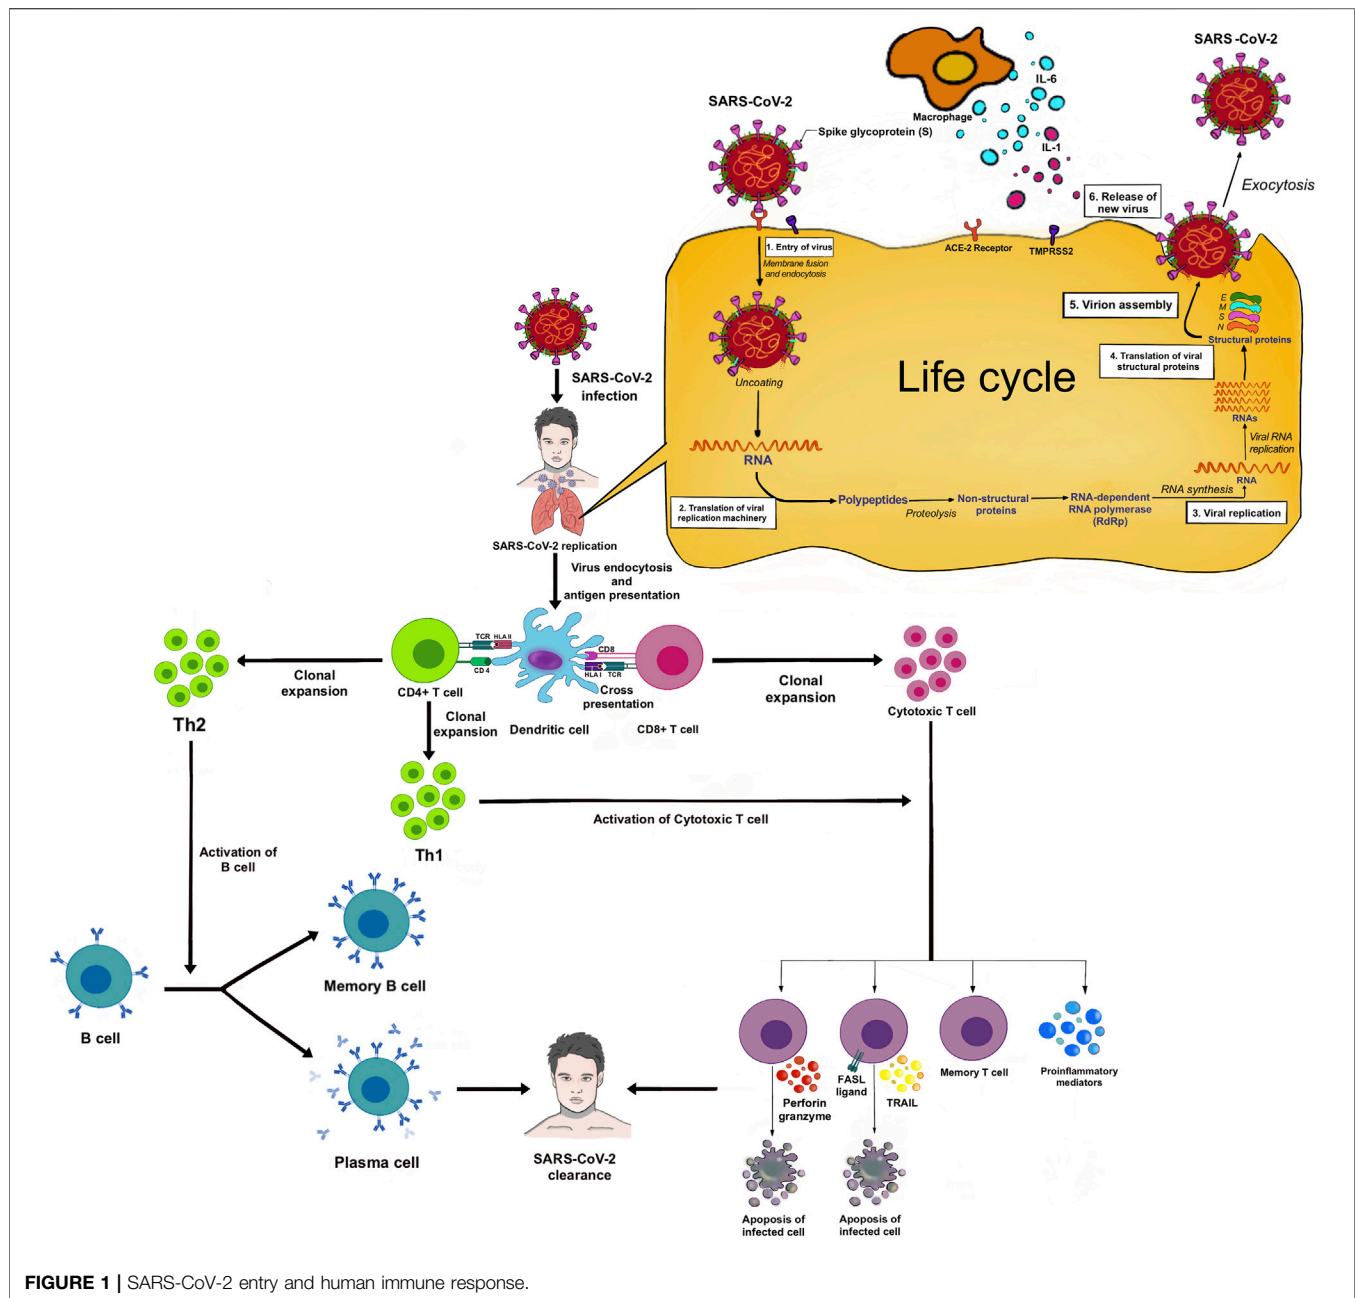 SARS-CoV-2
IL-6
SARS-CoV-2
Macrophage
Spike glycoprotein (S)
IL-1
Exocytosis
6. Release of
new virus
1. Entry of virus
Membrane fusion
and endocytosis
ACE-2 Receptor
TMPRSS2
5. Virion assembly
E
M
S
N
Structural proteins
4. Translation of viral
structural proteins
Uncoating
Life cycle
RNAs
Viral RNA
replication
RNA
RNA
RNA synthesis
2. Translation of viral
replication machinery
Polypeptides
Proteolysis
Non-structural
proteins
RNA-dependent
RNA polymerase
(RdRp)
3. Viral replication
SARS-CoV-2
infection
SARS-CoV-2 replication
Virus endocytosis
and
antigen presentation
TCR
HLA II
CD 4
CD8
HLA I
TCR
Cross
presentation
CD4+ T cell
Dendritic cell
CD8+ T cell
Clonal
expansion
Clonal
expansion
Clonal
expansion
Th2
Cytotoxic T cell
Th1
Activation of Cytotoxic T cell
Activation of
B cell
B cell
Memory B cell
Plasma cell
SARS-CoV-2
clearance
Perforin
granzyme
FASL
ligand
TRAIL
Memory T cell
Proinflammatory
mediators
Apoposis of
infected cell
Apoposis of
infected cell
FIGURE 1 | SARS-CoV-2 entry and human immune response.